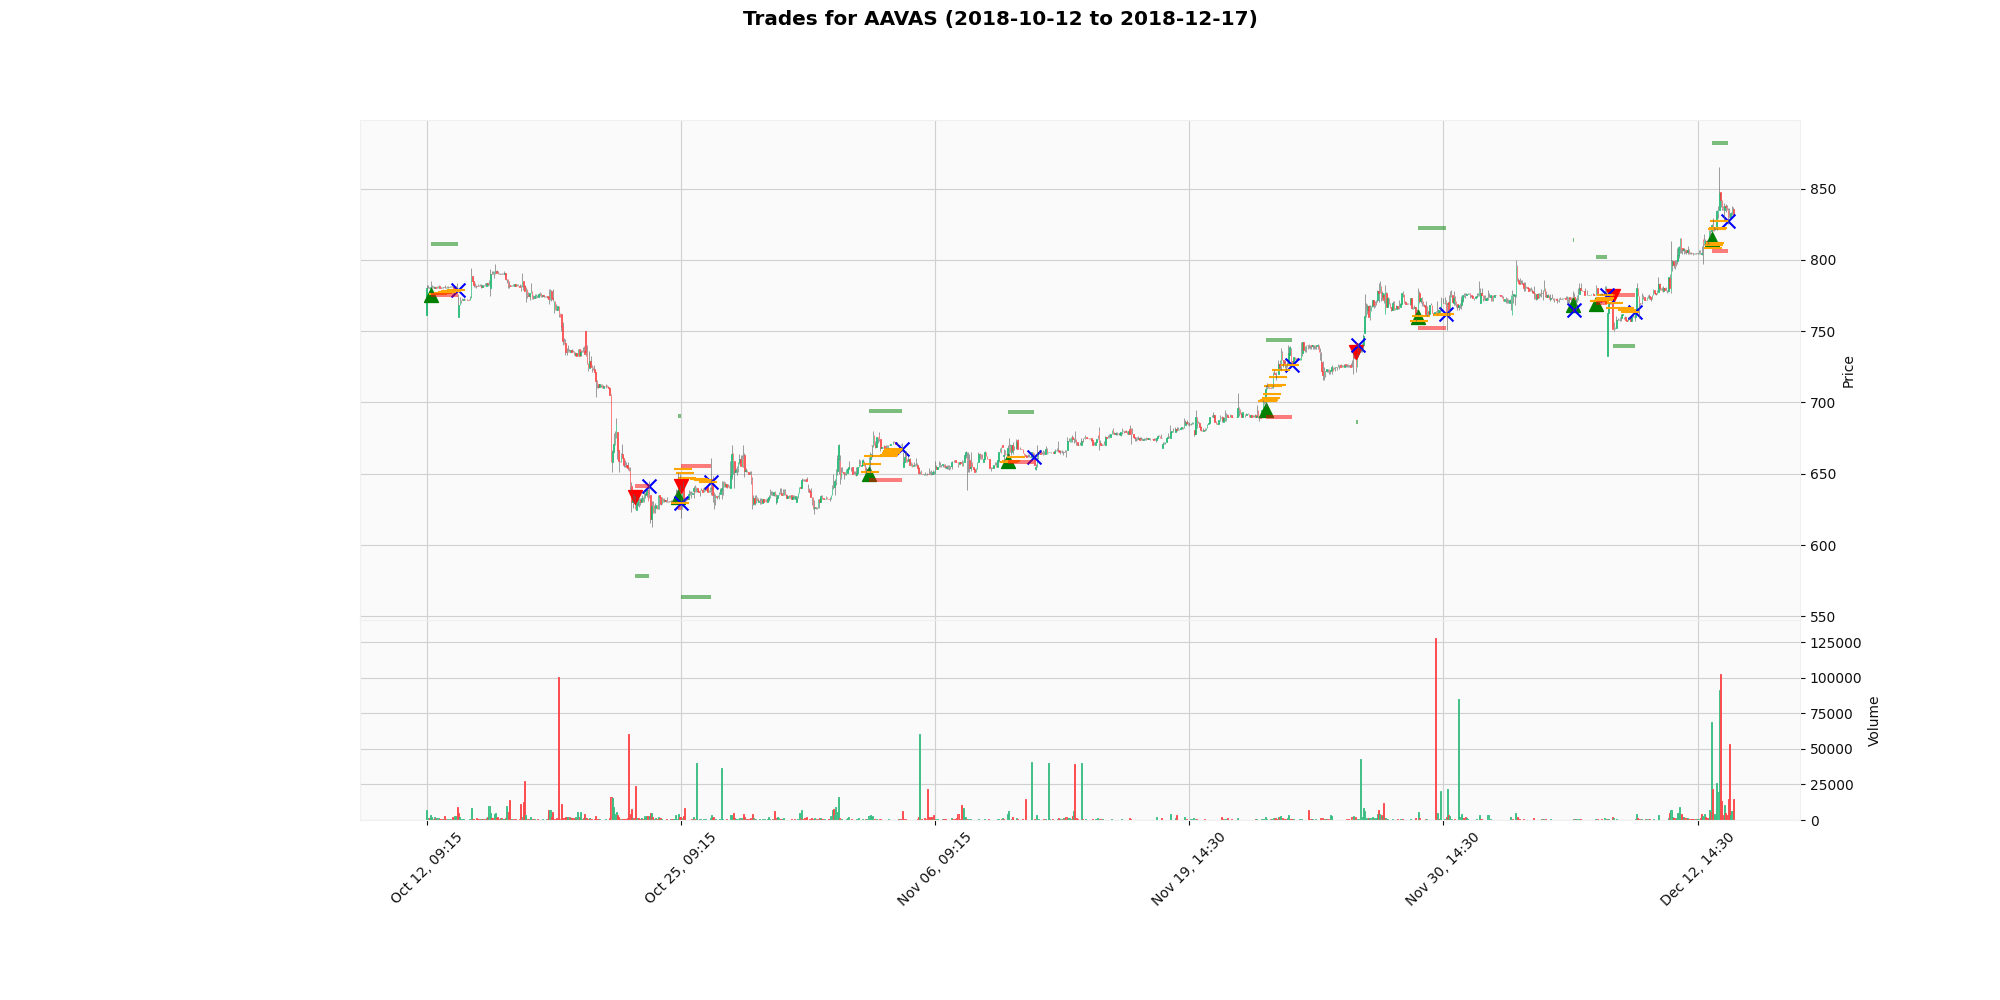 Trades for AAVAS (2018-10-12 to 2018-12-17)
850
800
750
700
650
600
550
Price
125000
100000
75000
50000
25000
0
Volume
Oct 12, 09:15
Oct 25, 09:15
Nov 06, 09:15
Nov 19, 14:30
Nov 30, 14:30
Dec 12, 14:30